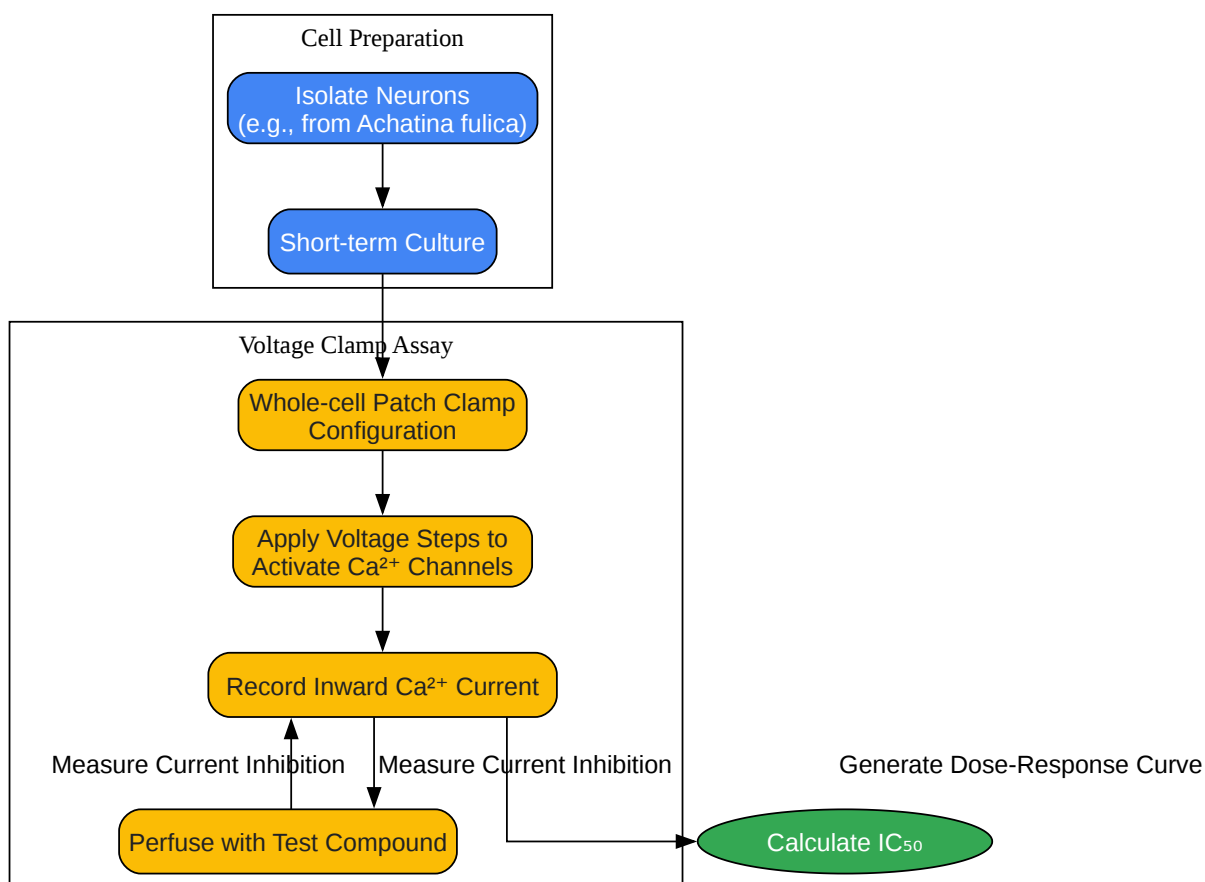 Cell Preparation
Isolate Neurons
(e.g., from Achatina fulica)
Short-term Culture
Voltage Clamp Assay
Whole-cell Patch Clamp
Configuration
Apply Voltage Steps to
Activate Ca²⁺ Channels
Record Inward Ca²⁺ Current
Measure Current Inhibition
Measure Current Inhibition
Generate Dose-Response Curve
Perfuse with Test Compound
Calculate IC₅₀